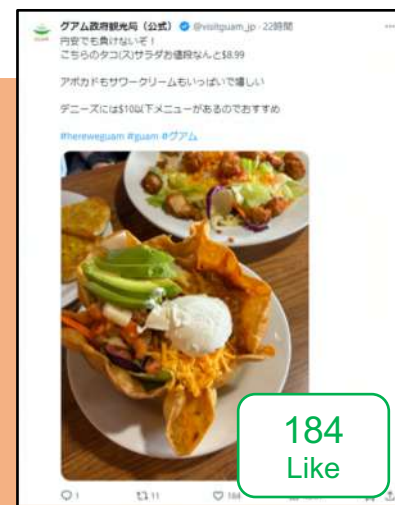 グアム政府観光局（公式） @visitguam_jp · 22時間
円安でも負けないぞ！
こちらのタコ(ス)サラダお値段なんと$8.99
アボカドもサワークリームもいっぱいで嬉しい
デニーズには$10以下メニューがあるのでおすすめ
#hereweguam #guam #グアム
184
Like
1 11 184